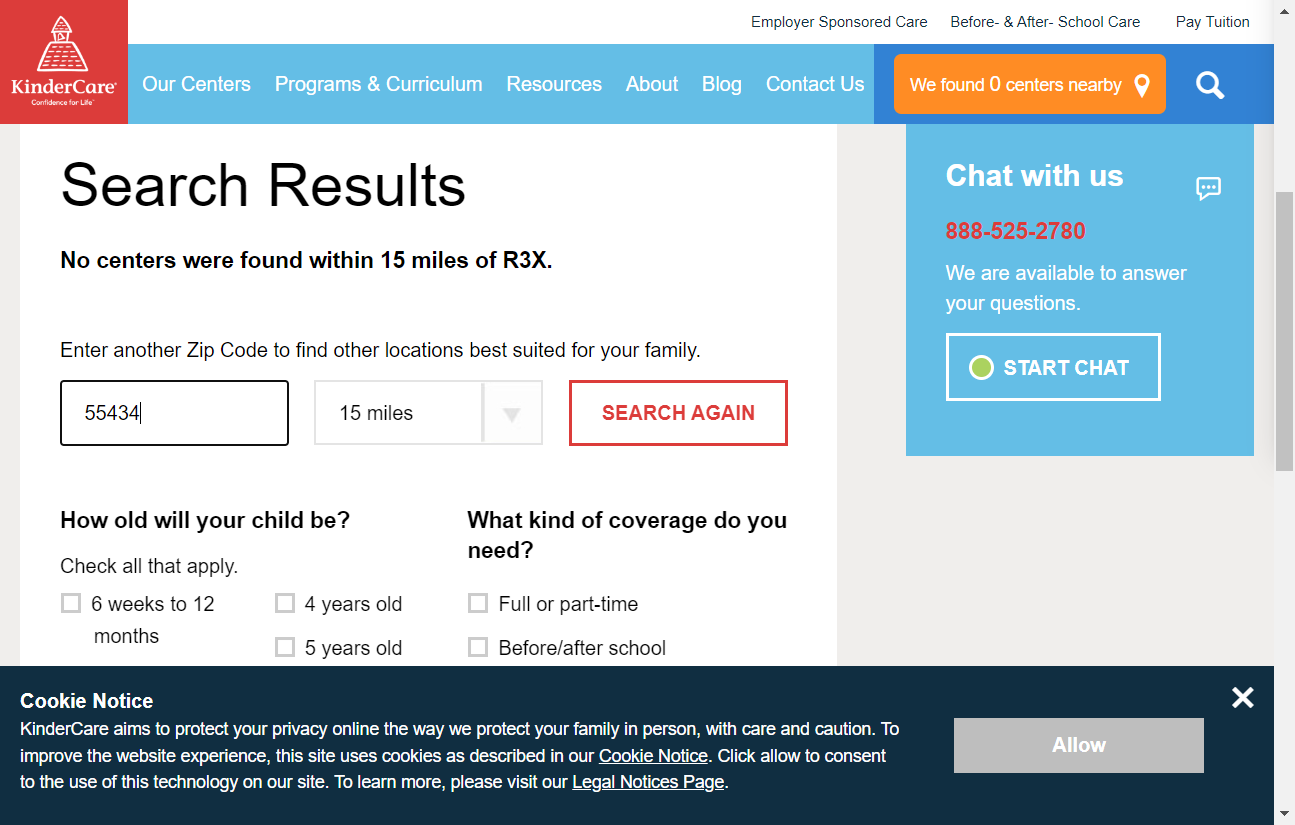 Employer Sponsored Care Before- & After- School Care Pay Tuition
KinderCare
Confidence for Life
Our Centers Programs & Curriculum Resources About Blog Contact Us We found 0 centers nearby
Search Results
No centers were found within 15 miles of R3X.
Enter another Zip Code to find other locations best suited for your family.
55434 15 miles SEARCH AGAIN
How old will your child be?
Check all that apply.
6 weeks to 12
months
4 years old
5 years old
What kind of coverage do you
need?
Full or part-time
Before/after school
Chat with us
888-525-2780
We are available to answer
your questions.
START CHAT
Cookie Notice
KinderCare aims to protect your privacy online the way we protect your family in person, with care and caution. To
improve the website experience, this site uses cookies as described in our Cookie Notice. Click allow to consent
to the use of this technology on our site. To learn more, please visit our Legal Notices Page.
Allow